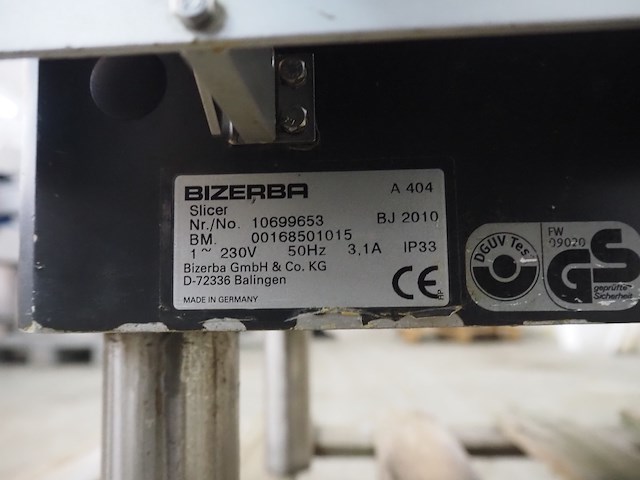 BIZERBA A 404
Slicer
Nr./No. 10699653 BJ 2010
BM. 00168501015
1~ 230V 50Hz 3,1A IP33
Bizerba GmbH & Co. KG
D-72336 Balingen
MADE IN GERMANY
CE
RP
DGUV Test
FW
99020
GS
geprüfte
Sicherheit